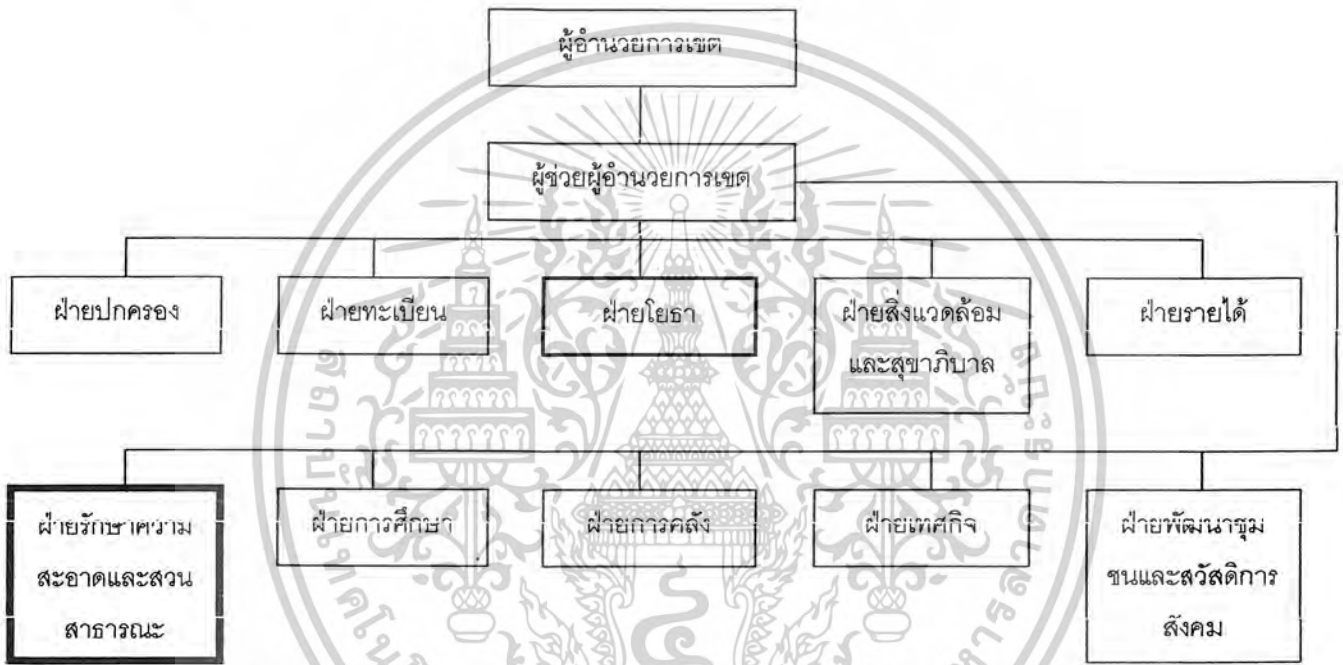 ผู้อำนวยการเขต
ผู้ช่วยผู้อำนวยการเขต
ฝ่ายปกครอง
ฝ่ายทะเบียน
ฝ่ายโยธา
ฝ่ายสิ่งแวดล้อม
และสุขาภิบาล
ฝ่ายรายได้
ฝ่ายรักษาความ
สะอาดและสวน
สาธารณะ
ฝ่ายการศึกษา
ฝ่ายการคลัง
ฝ่ายเทศกิจ
ฝ่ายพัฒนาชุม
ชนและสวัสดิการ
สังคม